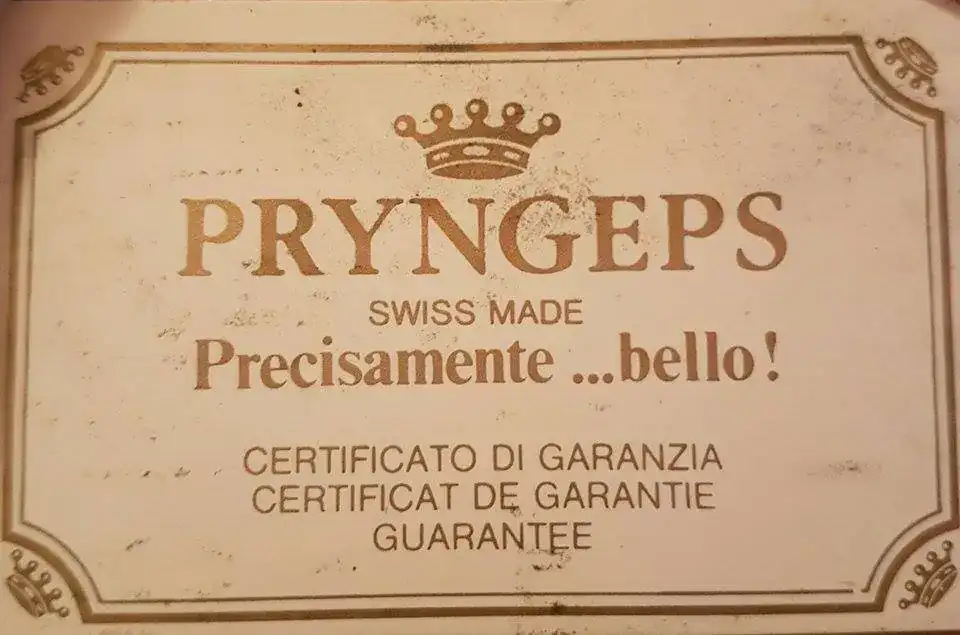 PRYNGEPS
SWISS MADE
Precisamente ...bello!
CERTIFICATO DI GARANZIA
CERTIFICAT DE GARANTIE
GUARANTEE